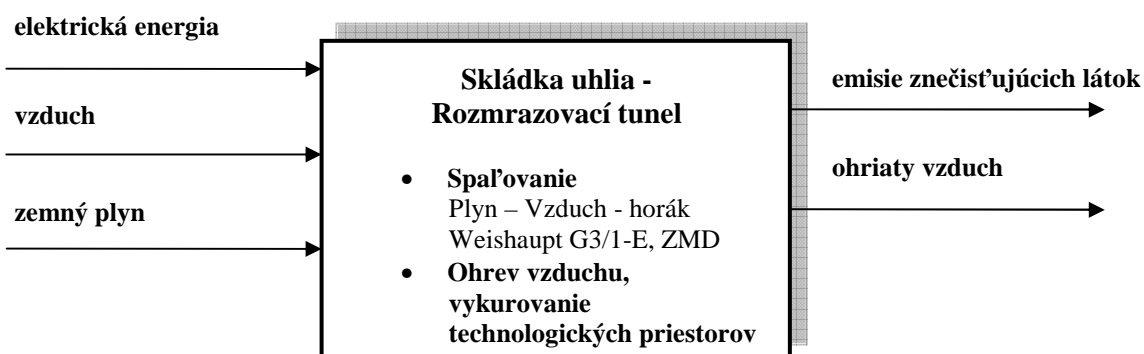 elektrická energia
vzduch
zemný plyn
Skládka uhlia -
Rozmrazovací tunel
• Spaľovanie
Plyn – Vzduch - horák
Weishaupt G3/1-E, ZMD
• Ohrev vzduchu,
vykurovanie
technologických priestorov
emisie znečisťujúcich látok
ohriaty vzduch